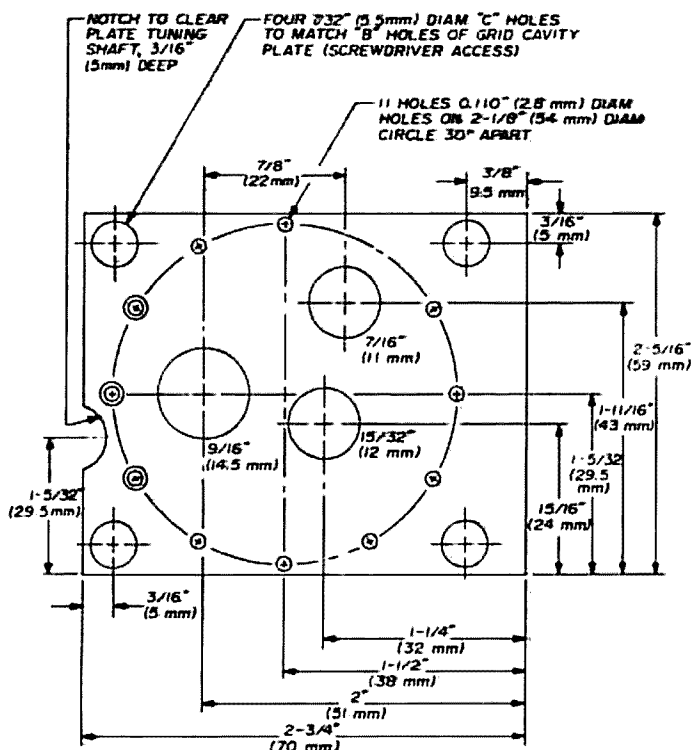 NOTCH TO CLEAR
PLATE TUNING
SHAFT, 3/16"
(5mm) DEEP
FOUR 7/32" (5.5mm) DIAM "C" HOLES
TO MATCH "B" HOLES OF GRID CAVITY
PLATE (SCREWDRIVER ACCESS)
11 HOLES 0.110" (2.8 mm) DIAM
HOLES ON 2-1/8" (54 mm) DIAM
CIRCLE 30° APART
7/8"
(22mm)
3/8"
9.5 mm
3/16"
(5 mm)
7/16"
(11 mm)
2-5/16"
(59 mm)
1-11/16"
(43 mm)
9/16"
(14.5 mm)
15/32"
(12 mm)
1-5/32
(29.5
mm)
15/16"
(24 mm)
1-5/32"
(29.5mm)
3/16"
(5 mm)
1-1/4"
(32 mm)
1-1/2"
(38 mm)
2"
(51 mm)
2-3/4"
(70 mm)